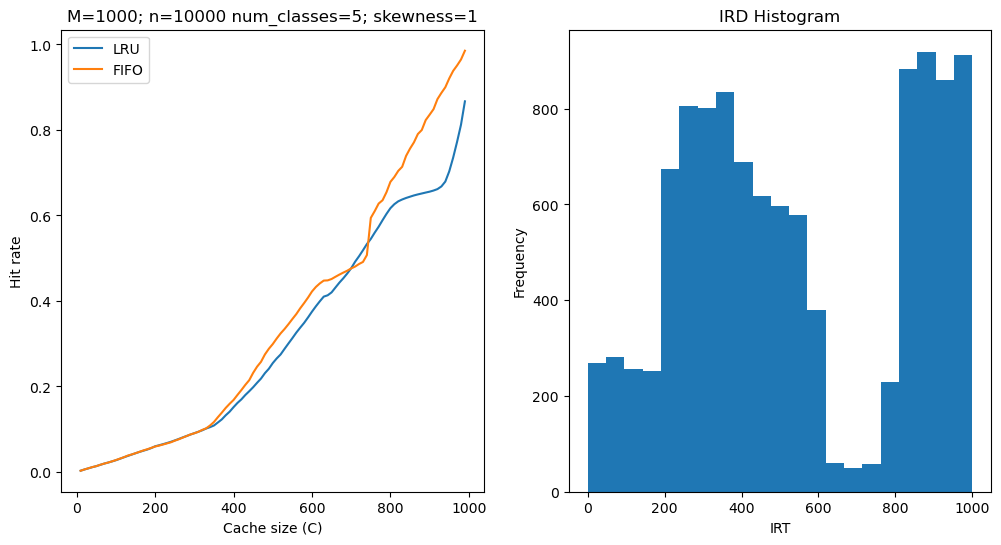 M=1000; n=10000 num_classes=5; skewness=1
LRU
FIFO
1.0
0.8
0.6
0.4
0.2
0.0
Hit rate
0 200 400 600 800 1000
Cache size (C)
IRD Histogram
800
600
400
200
0
Frequency
0 200 400 600 800 1000
IRT